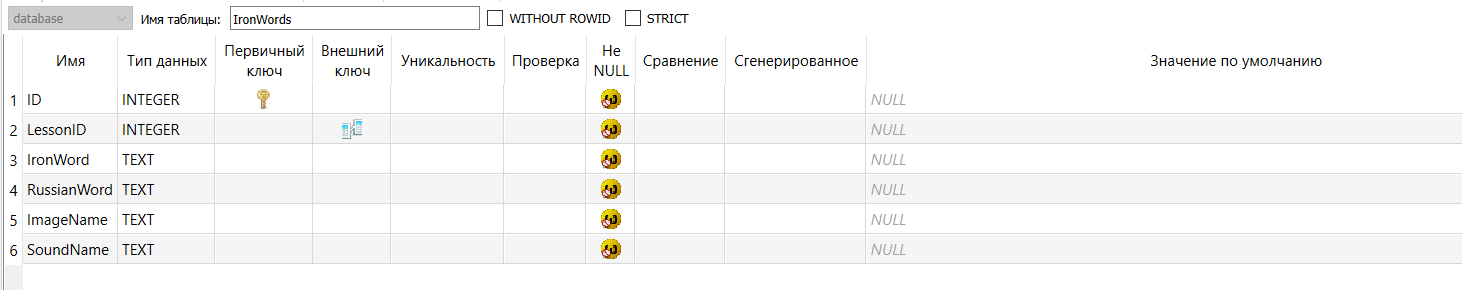 database Имя таблицы: IronWords WITHOUT ROWID STRICT
Имя Тип данных Первичный ключ Внешний ключ Уникальность Проверка Не NULL Сравнение Сгенерированное Значение по умолчанию
1 ID INTEGER NULL
2 LessonID INTEGER NULL
3 IronWord TEXT NULL
4 RussianWord TEXT NULL
5 ImageName TEXT NULL
6 SoundName TEXT NULL